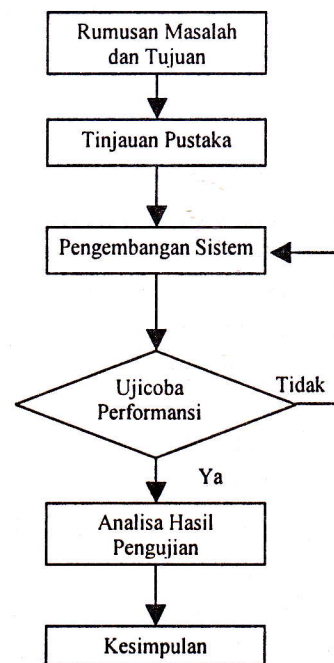 Rumusan Masalah
dan Tujuan
Tinjauan Pustaka
Pengembangan Sistem
Ujicoba
Performansi
Tidak
Ya
Analisa Hasil
Pengujian
Kesimpulan